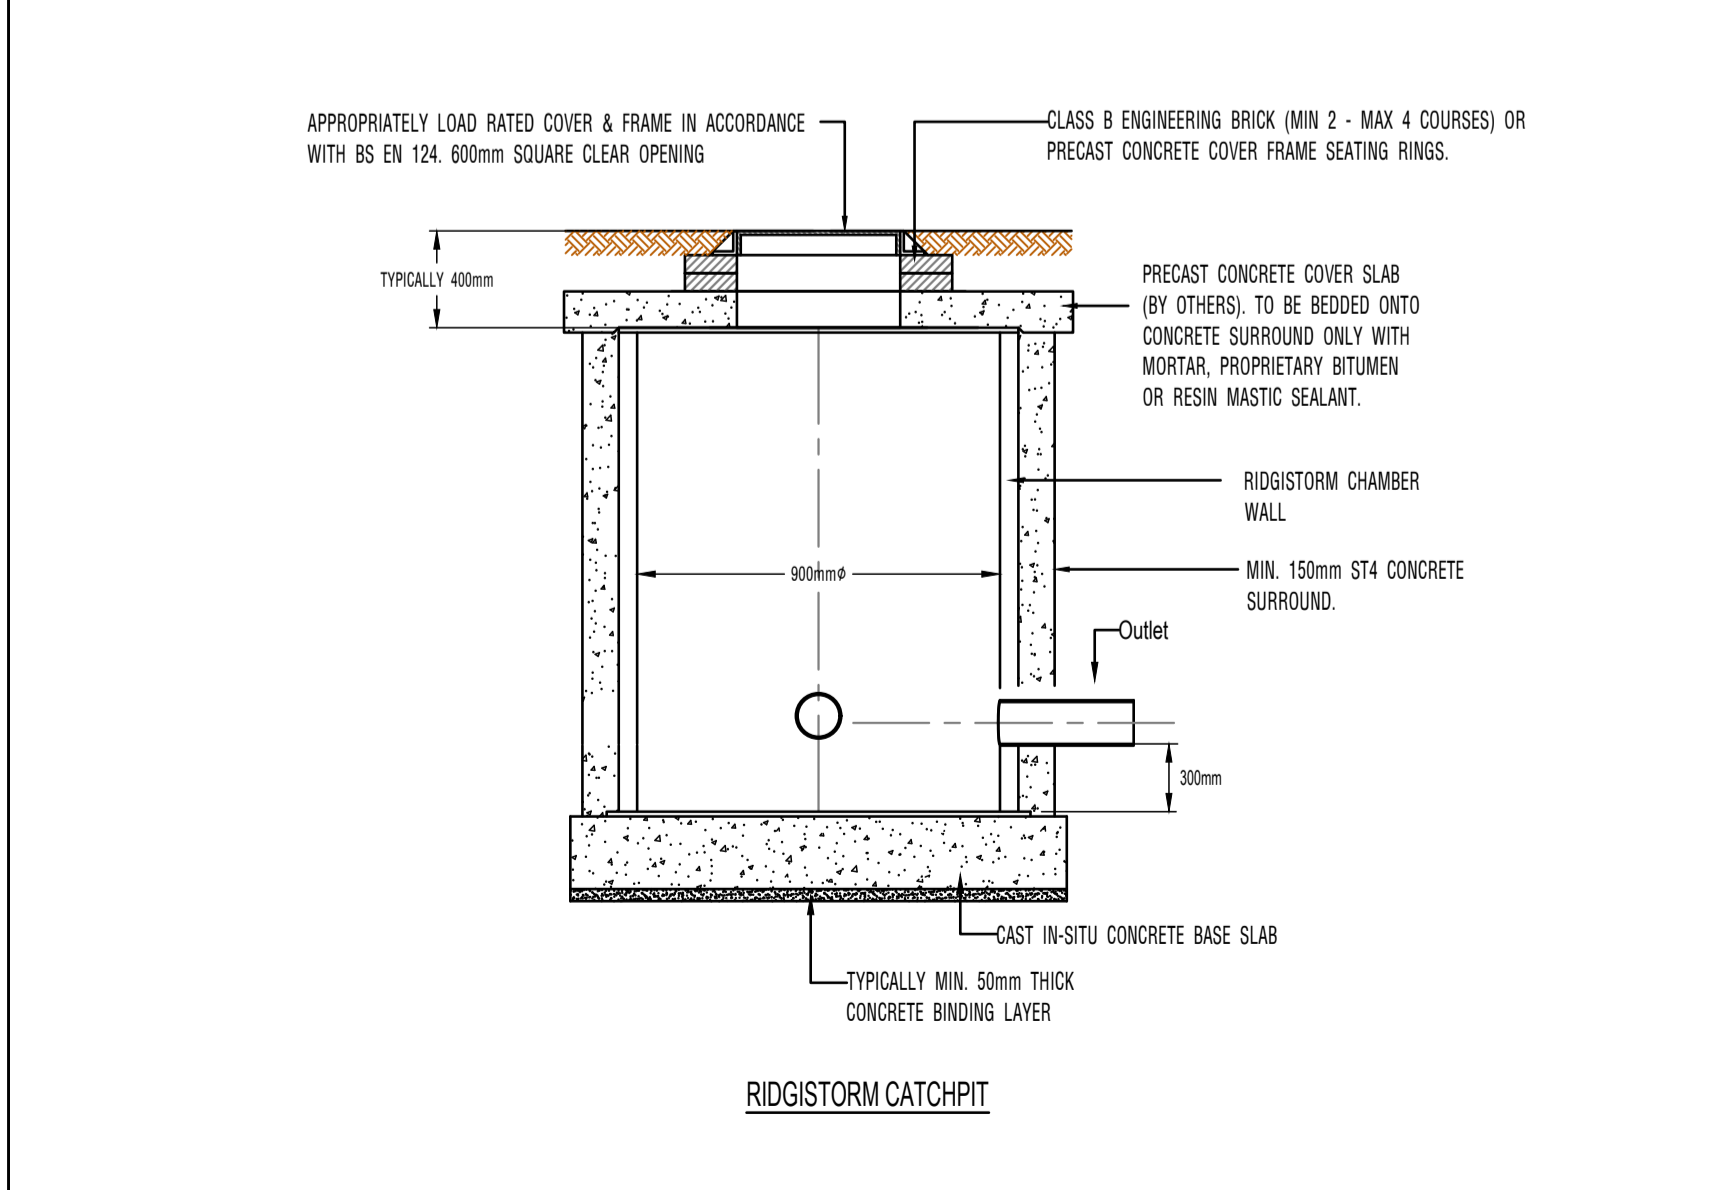 APPROPRIATELY LOAD RATED COVER & FRAME IN ACCORDANCE
WITH BS EN 124. 600mm SQUARE CLEAR OPENING
CLASS B ENGINEERING BRICK (MIN 2 - MAX 4 COURSES) OR
PRECAST CONCRETE COVER FRAME SEATING RINGS.
TYPICALLY 400mm
PRECAST CONCRETE COVER SLAB
(BY OTHERS). TO BE BEDDED ONTO
CONCRETE SURROUND ONLY WITH
MORTAR, PROPRIETARY BITUMEN
OR RESIN MASTIC SEALANT.
RIDGISTORM CHAMBER
WALL
900mmø
MIN. 150mm ST4 CONCRETE
SURROUND.
Outlet
300mm
CAST IN-SITU CONCRETE BASE SLAB
TYPICALLY MIN. 50mm THICK
CONCRETE BINDING LAYER
RIDGISTORM CATCHPIT